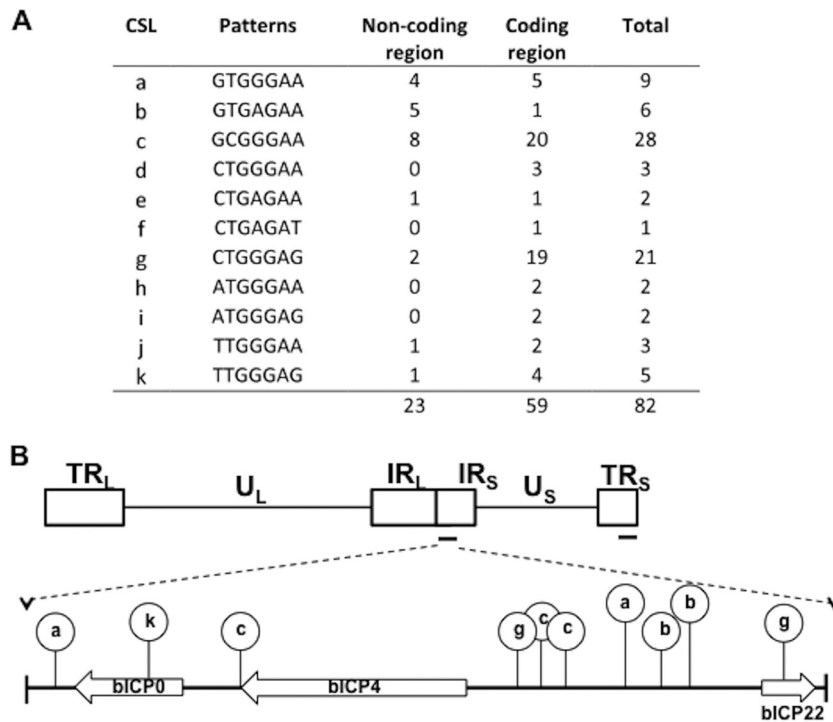 A
CSL Patterns Non-coding region Coding region Total
a GTGGGAA 4 5 9
b GTGAGAA 5 1 6
c GCGGGAA 8 20 28
d CTGGGAA 0 3 3
e CTGAGAA 1 1 2
f CTGAGAT 0 1 1
g CTGGGAG 2 19 21
h ATGGGAA 0 2 2
i ATGGGAG 0 2 2
j TTGGGAA 1 2 3
k TTGGGAG 1 4 5
23 59 82
B
TRL UL IRL IRS US TRS
a k c g c c a b b g
bICP0 bICP4 bICP22